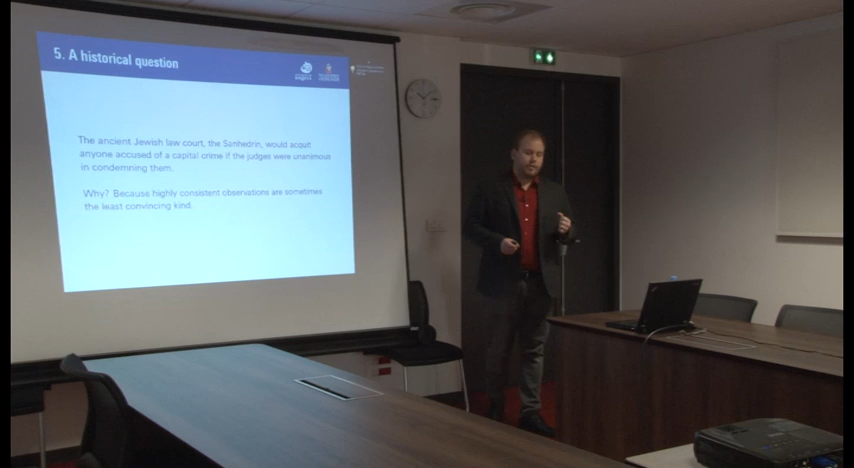 5. A historical question
The ancient Jewish law court, the Sanhedrin, would acquit
anyone accused of a capital crime if the judges were unanimous
in condemning them.
Why? Because highly consistent observations are sometimes
the least convincing kind.